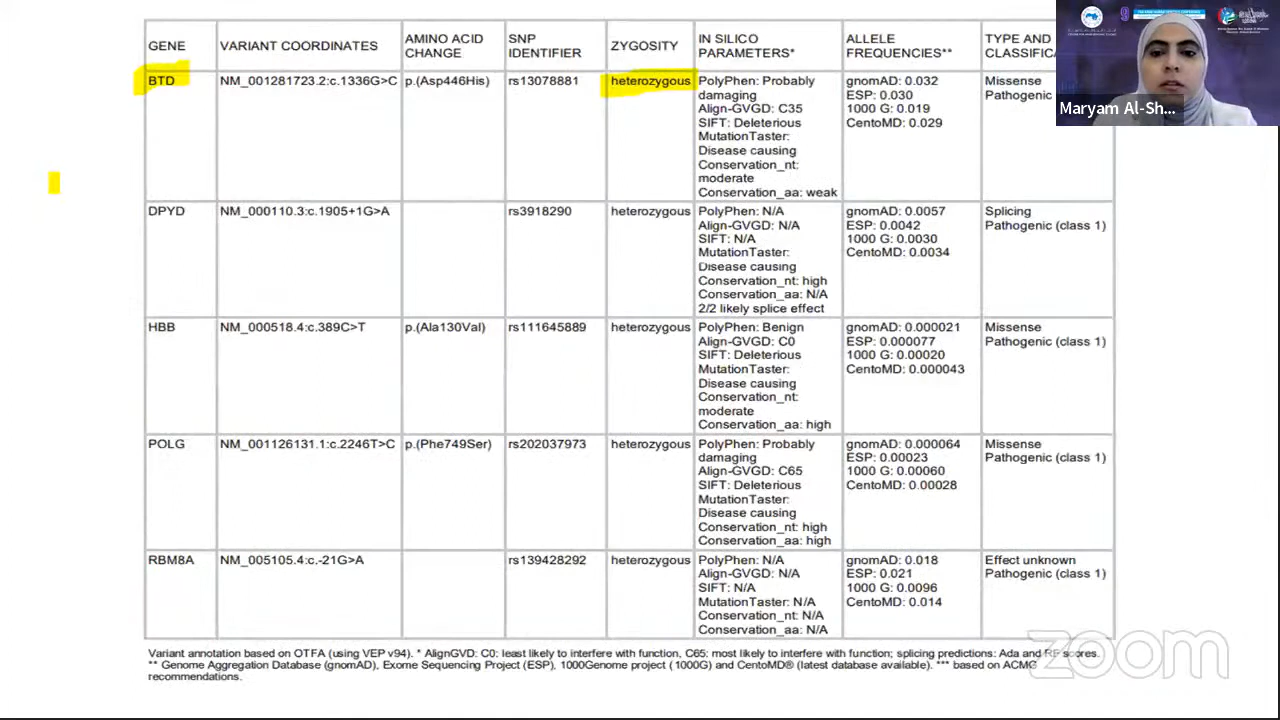 GENE VARIANT COORDINATES AMINO ACID CHANGE SNP IDENTIFIER ZYGOSITY IN SILICO PARAMETERS* ALLELE FREQUENCIES** TYPE AND
BTD NM_001281723.2:c.1336G>C p.(Asp446His) rs13078881 heterozygous PolyPhen: Probably gnomAD: 0.032 Missense
damaging ESP: 0.030 Pathogenic
Align-GVGD: C35 1000 G: 0.019
SIFT: Deleterious CentoMD: 0.029
MutationTaster:
Disease causing
Conservation_nt:
moderate
Conservation_aa: weak
DPYD NM_000110.3:c.1905+1G>A rs3918290 heterozygous PolyPhen: N/A gnomAD: 0.0057 Splicing
Align-GVGD: N/A ESP: 0.0042 Pathogenic (class 1)
SIFT: N/A 1000 G: 0.0030
MutationTaster: CentoMD: 0.0034
Disease causing
Conservation_nt: high
Conservation_aa: N/A
2/2 likely splice effect
HBB NM_000518.4:c.389C>T p.(Ala130Val) rs111645889 heterozygous PolyPhen: Benign gnomAD: 0.000021 Missense
Align-GVGD: C0 ESP: 0.000077 Pathogenic (class 1)
SIFT: Deleterious 1000 G: 0.00020
MutationTaster: CentoMD: 0.000043
Disease causing
Conservation_nt:
moderate
Conservation_aa: high
POLG NM_001126131.1:c.2246T>C p.(Phe749Ser) rs202037973 heterozygous PolyPhen: Probably gnomAD: 0.000064 Missense
damaging ESP: 0.00023 Pathogenic (class 1)
Align-GVGD: C65 1000 G: 0.00060
SIFT: Deleterious CentoMD: 0.00028
MutationTaster:
Disease causing
Conservation_nt: high
Conservation_aa: high
RBM8A NM_005105.4:c.-21G>A rs139428292 heterozygous PolyPhen: N/A gnomAD: 0.018 Effect unknown
Align-GVGD: N/A ESP: 0.021 Pathogenic (class 1)
SIFT: N/A 1000 G: 0.0096
MutationTaster: N/A CentoMD: 0.014
Conservation_nt: N/A
Conservation_aa: N/A
Variant annotation based on OTFA (using VEP v94). * AlignGVD: C0: least likely to interfere with function, C65: most likely to interfere with function; splicing predictions: Ada and RF scores.
** Genome Aggregation Database (gnomAD), Exome Sequencing Project (ESP), 1000Genome project (1000G) and CentoMD® (latest database available). *** based on ACMG
recommendations.
Maryam Al-Sh...
zoom